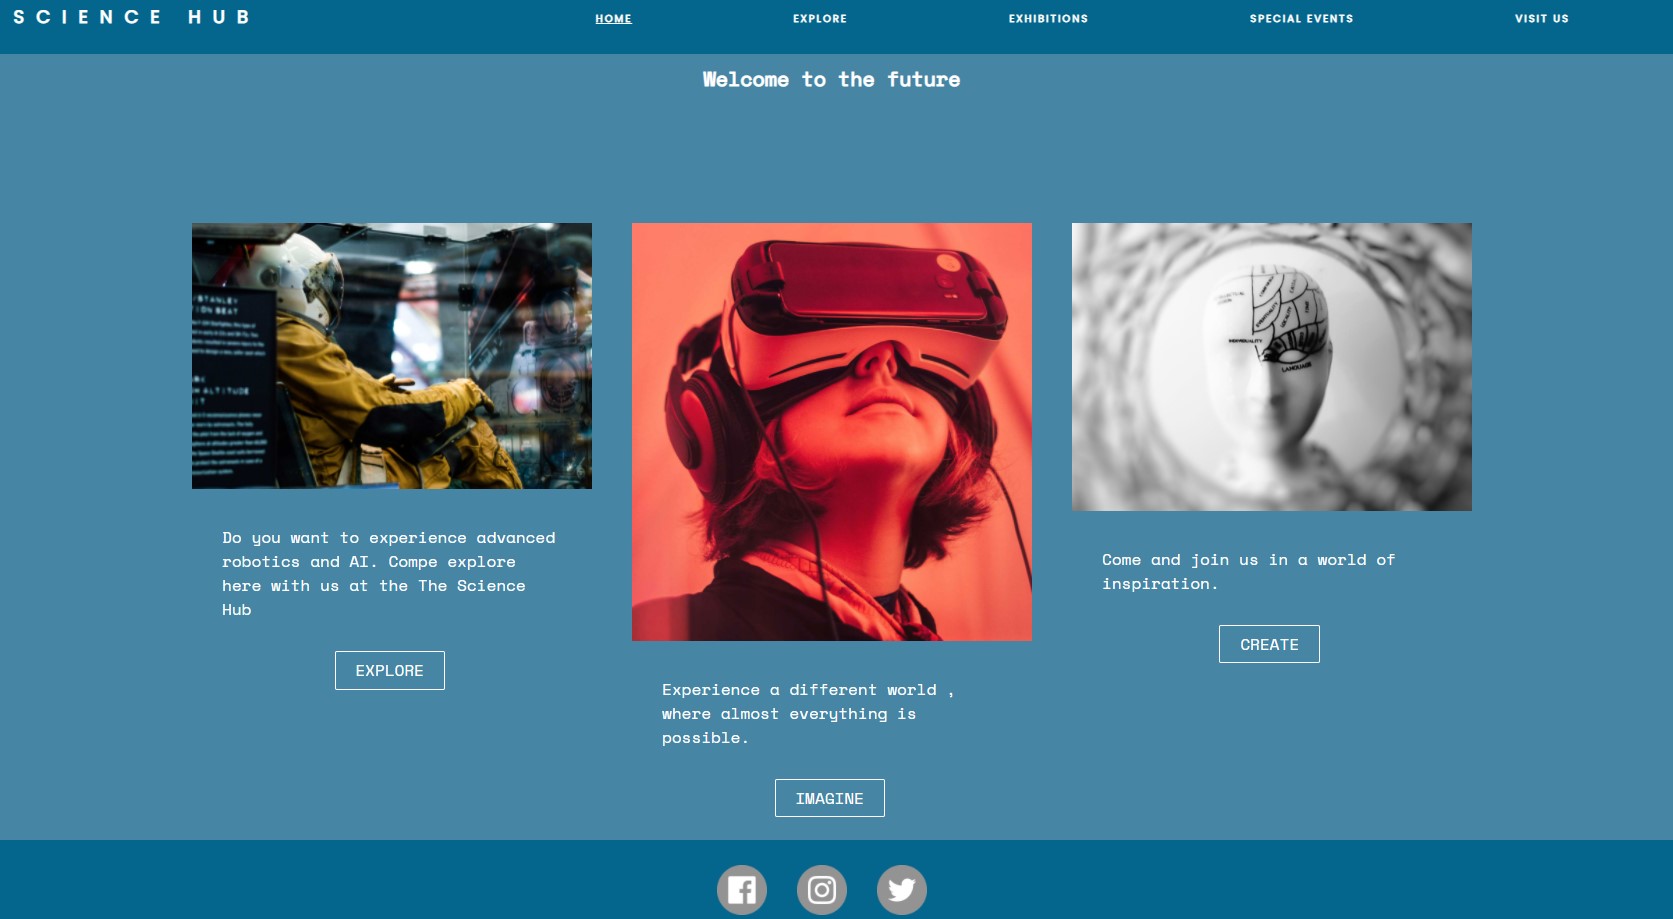 SCIENCE HUB
HOME
EXPLORE
EXHIBITIONS
SPECIAL EVENTS
VISIT US
Welcome to the future
INDIVIDUALITY
LANGUAGE
Do you want to experience advanced
robotics and AI. Compe explore
here with us at the The Science
Hub
EXPLORE
Experience a different world ,
where almost everything is
possible.
IMAGINE
Come and join us in a world of
inspiration.
CREATE